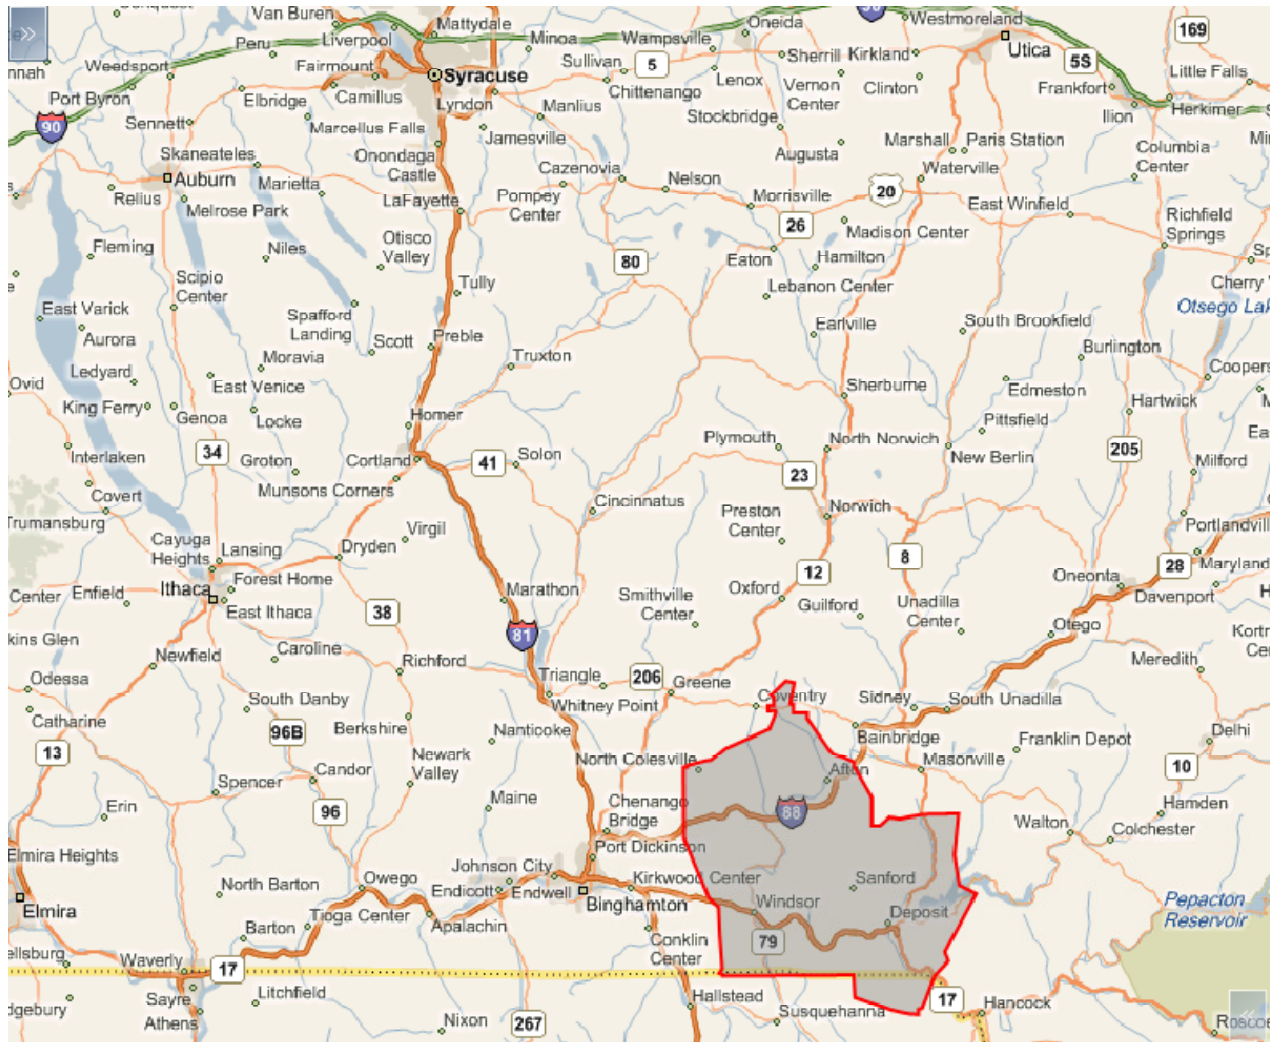 Van Buren
Mattydale
Liverpool
Oneida
Westmoreland
Utica
169
Peru
Minoa
Wampsville
Sherrill
Kirkland
5S
Weedsport
Fairmount
Syracuse
Sullivan
5
Lenox
Vernon
Center
Clinton
Frankfort
Little Falls
Port Byron
Elbridge
Camillus
Lyndon
Manlius
Chittenango
Stockbridge
Ilion
Herkimer
90
Sennett
Marcellus Falls
Jamesville
Marshall
Paris Station
Columbia
Center
Skaneateles
Onondaga
Castle
Cazenovia
Augusta
Waterville
Auburn
Marietta
Nelson
Relius
Melrose Park
LaFayette
Pompey
Center
Morrisville
20
East Winfield
26
Madison Center
Richfield
Springs
Fleming
Niles
Otisco
Valley
80
Eaton
Hamilton
Scipio
Center
Tully
Lebanon Center
Cherry
East Varick
Spafford
Landing
Otsego Lak
Aurora
Scott
Preble
Earlville
South Brookfield
Moravia
Truxton
Burlington
Ledyard
East Venice
Sherburne
Edmeston
Coopers
Ovid
King Ferry
Genoa
Locke
Homer
Pittsfield
Hartwick
Interlaken
34
Groton
Cortland
41
Solon
Plymouth
North Norwich
New Berlin
205
Milford
Covert
Munsons Corners
Cincinnatus
23
Trumansburg
Virgil
Preston
Center
Norwich
Portlandvill
Cayuga
Heights
Lansing
Dryden
8
28
Maryland
Center
Enfield
Ithaca
Forest Home
East Ithaca
38
Marathon
Smithville
Center
Oxford
12
Guilford
Unadilla
Center
Oneonta
Davenport
81
Otego
kins Glen
Newfield
Caroline
Richford
Triangle
206
Greene
Meredith
Odessa
South Danby
Whitney Point
Coventry
Sidney
South Unadilla
Catharine
96B
Berkshire
Nanticoke
Bainbridge
Franklin Depot
Delhi
13
Newark
Valley
North Colesville
Afton
Masonville
10
Spencer
Candor
Erin
96
Maine
Chenango
Bridge
88
Walton
Hamden
Colchester
Elmira Heights
Port Dickinson
Johnson City
North Barton
Owego
Endicott
Endwell
Kirkwood Center
Sanford
Elmira
Tioga Center
Apalachin
Binghamton
Windsor
Deposit
Pepacton
Reservoir
Barton
79
Conklin
Center
Waverly
17
Sayre
Litchfield
Hallstead
17
Hancock
Athens
Nixon
267
Susquehanna
Roscoe